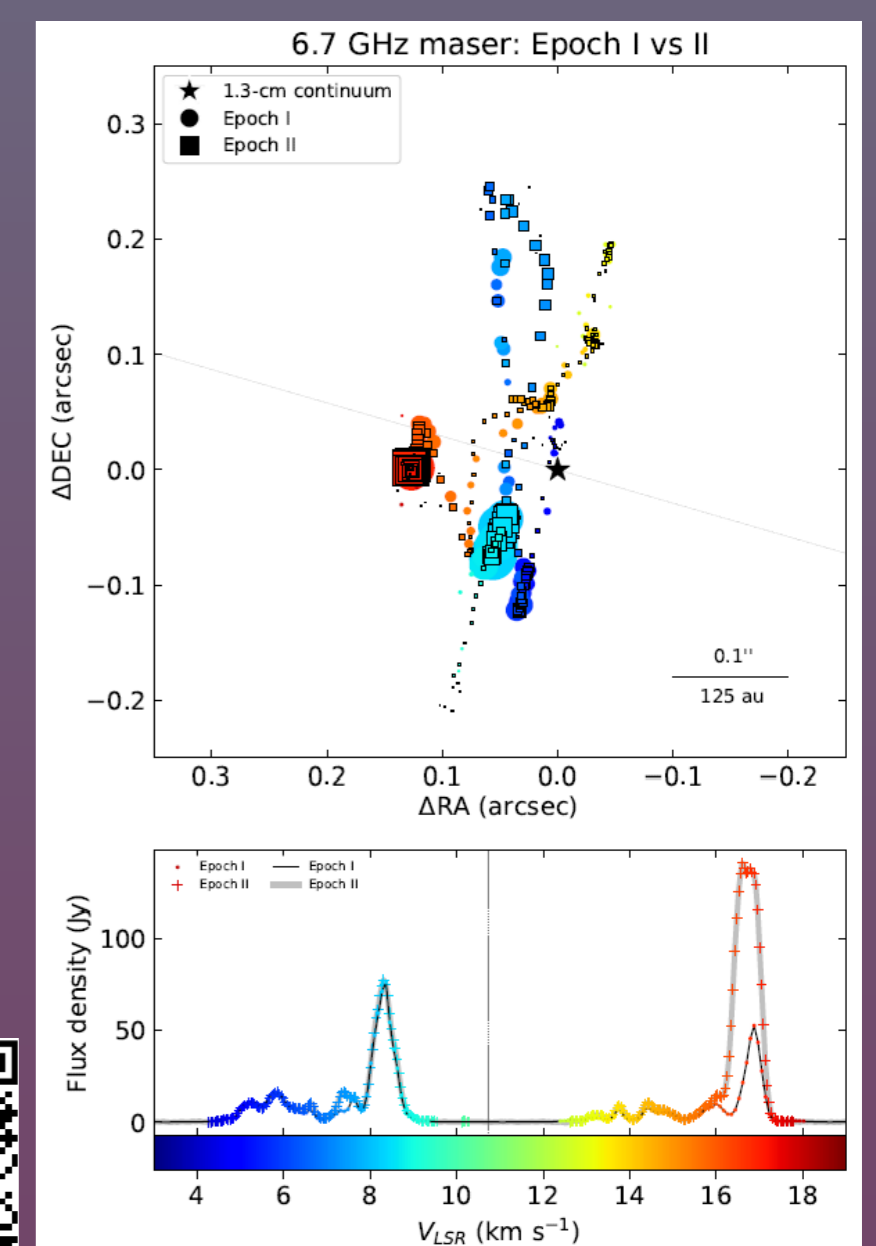 6.7 GHz maser: Epoch I vs II
1.3-cm continuum
Epoch I
Epoch II
0.3
0.2
0.1
0.0
−0.1
−0.2
ΔDEC (arcsec)
0.1''
125 au
0.3 0.2 0.1 0.0 −0.1 −0.2
ΔRA (arcsec)
Epoch I Epoch I
Epoch II Epoch II
100
50
0
Flux density (Jy)
4 6 8 10 12 14 16 18
V_LSR (km s⁻¹)